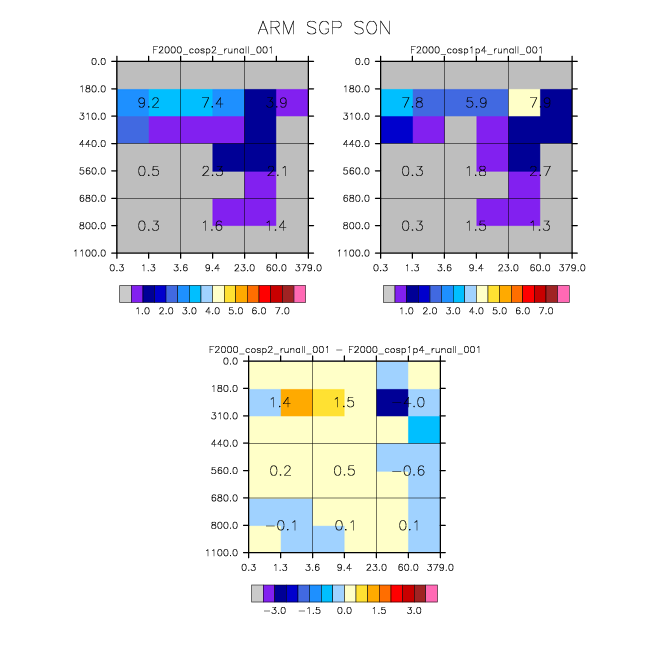 ARM SGP SON
F2000_cosp2_runall_001 F2000_cosp1p4_runall_001
0.0 0.0
180.0 9.2 7.4 3.9 180.0 7.8 5.9 7.9
310.0 310.0
440.0 440.0
560.0 0.5 2.3 2.1 560.0 0.3 1.8 2.7
680.0 680.0
800.0 0.3 1.6 1.4 800.0 0.3 1.5 1.3
1100.0 1100.0
0.3 1.3 3.6 9.4 23.0 60.0 379.0 0.3 1.3 3.6 9.4 23.0 60.0 379.0
1.0 2.0 3.0 4.0 5.0 6.0 7.0 1.0 2.0 3.0 4.0 5.0 6.0 7.0
F2000_cosp2_runall_001 − F2000_cosp1p4_runall_001
0.0
180.0
1.4 1.5 −4.0
310.0
440.0
560.0 0.2 0.5 −0.6
680.0
800.0 −0.1 0.1 0.1
1100.0
0.3 1.3 3.6 9.4 23.0 60.0 379.0
−3.0 −1.5 0.0 1.5 3.0